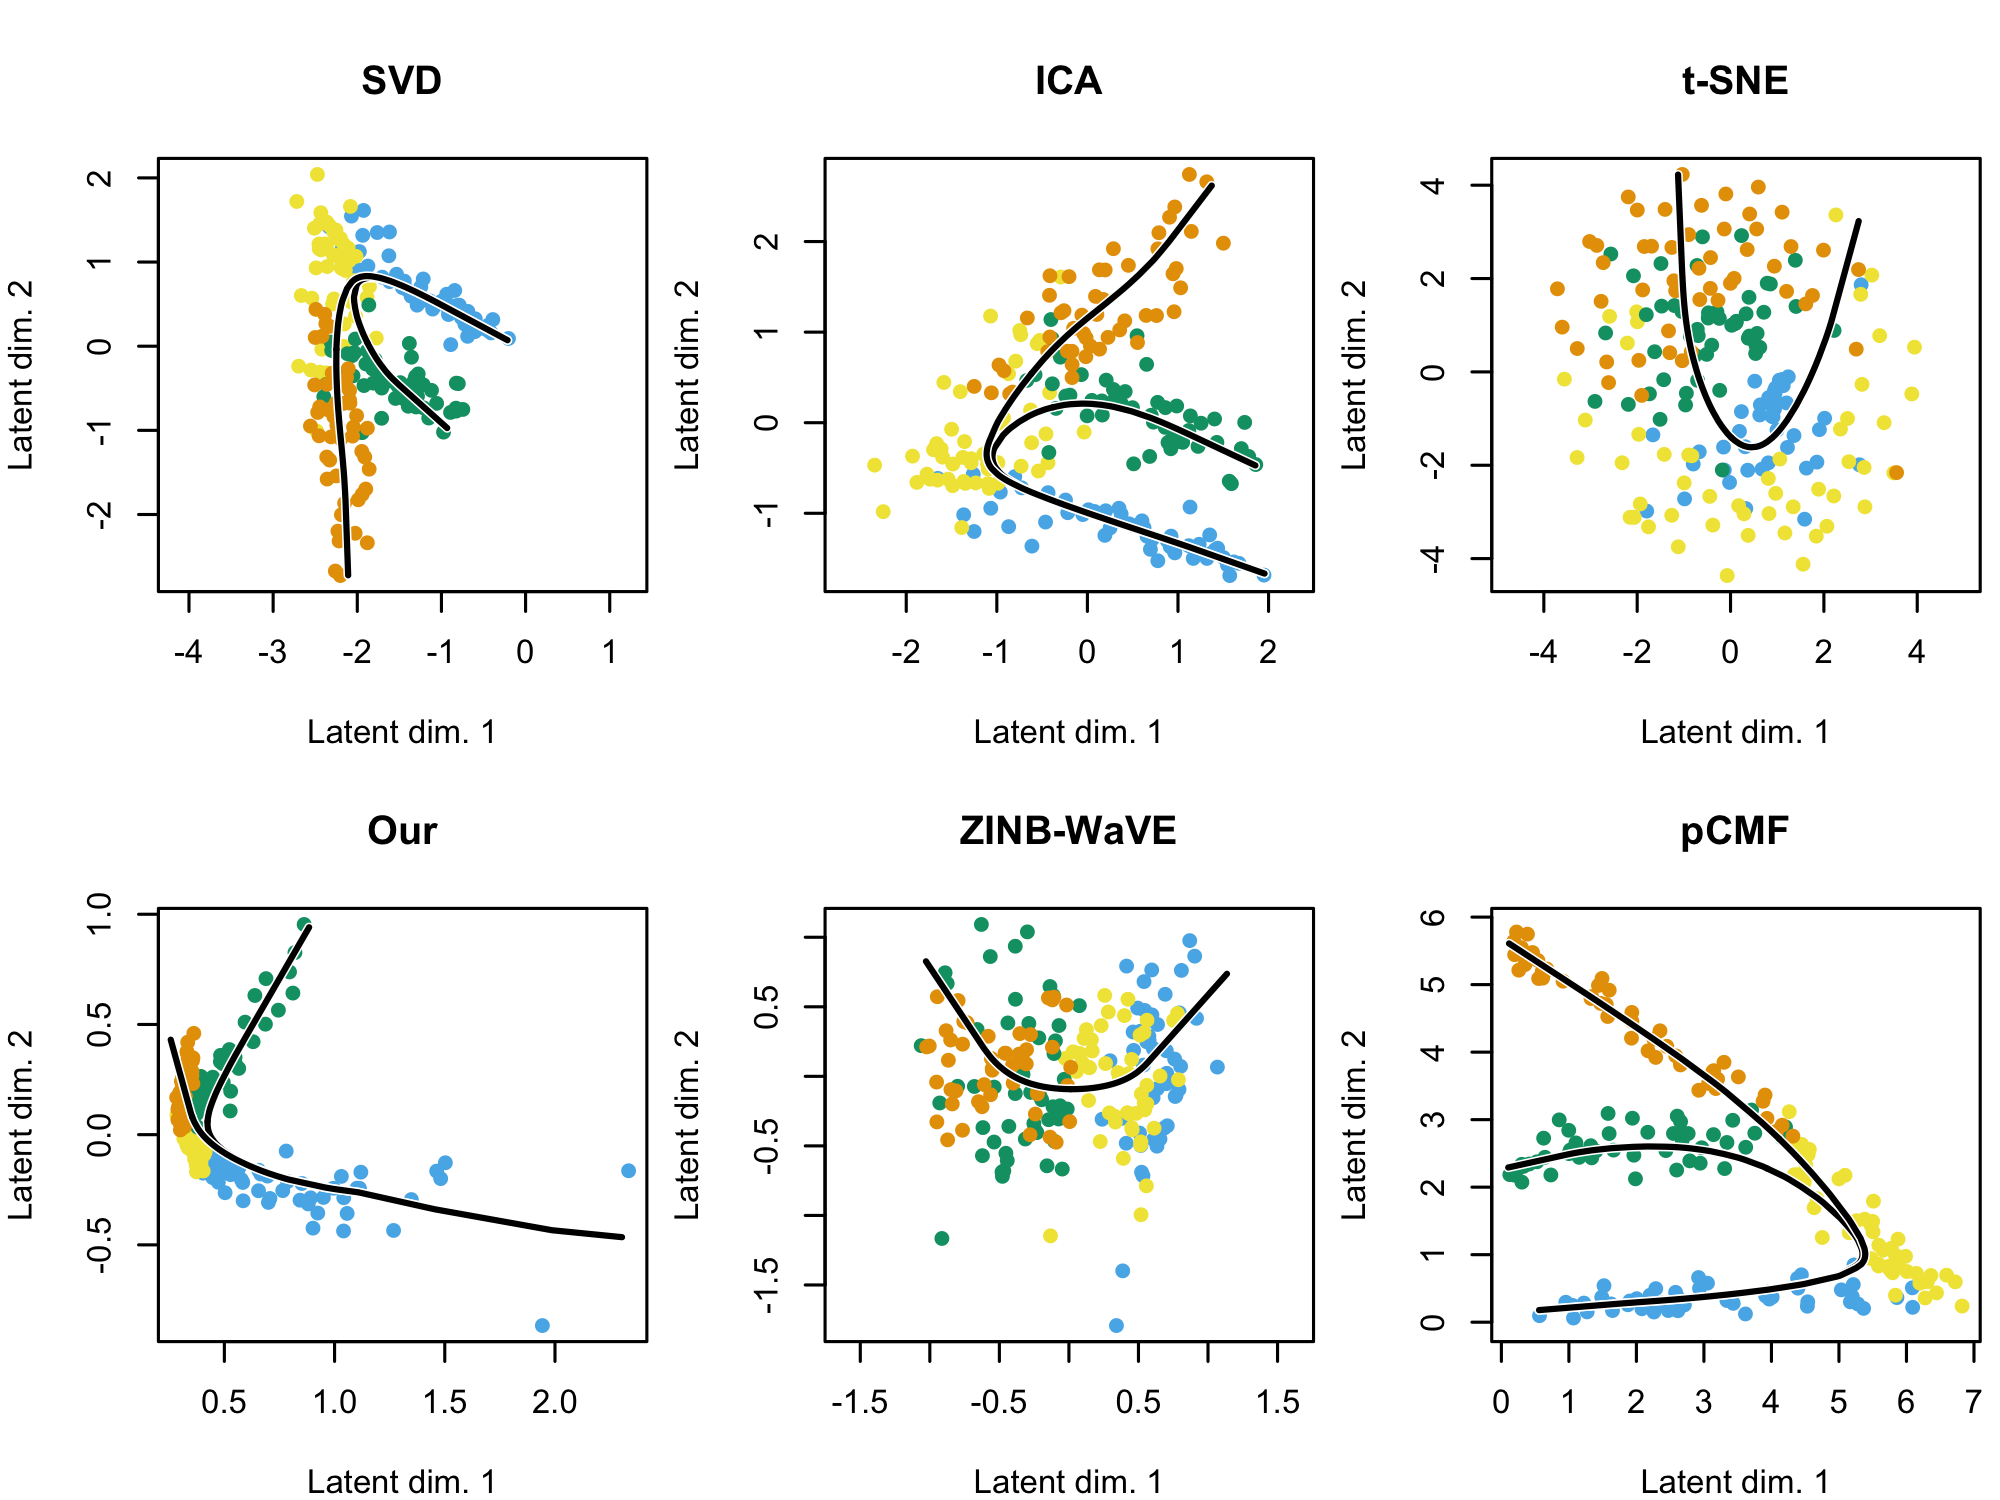 SVD
Latent dim. 2
2
1
0
-1
-2
-4 -3 -2 -1 0 1
Latent dim. 1
ICA
Latent dim. 2
2
1
0
-1
-2 -1 0 1 2
Latent dim. 1
t-SNE
Latent dim. 2
4
2
0
-2
-4
-4 -2 0 2 4
Latent dim. 1
Our
Latent dim. 2
1.0
0.5
0.0
-0.5
0.5 1.0 1.5 2.0
Latent dim. 1
ZINB-WaVE
Latent dim. 2
0.5
-0.5
-1.5
-1.5 -0.5 0.5 1.5
Latent dim. 1
pCMF
Latent dim. 2
6
5
4
3
2
1
0
0 1 2 3 4 5 6 7
Latent dim. 1